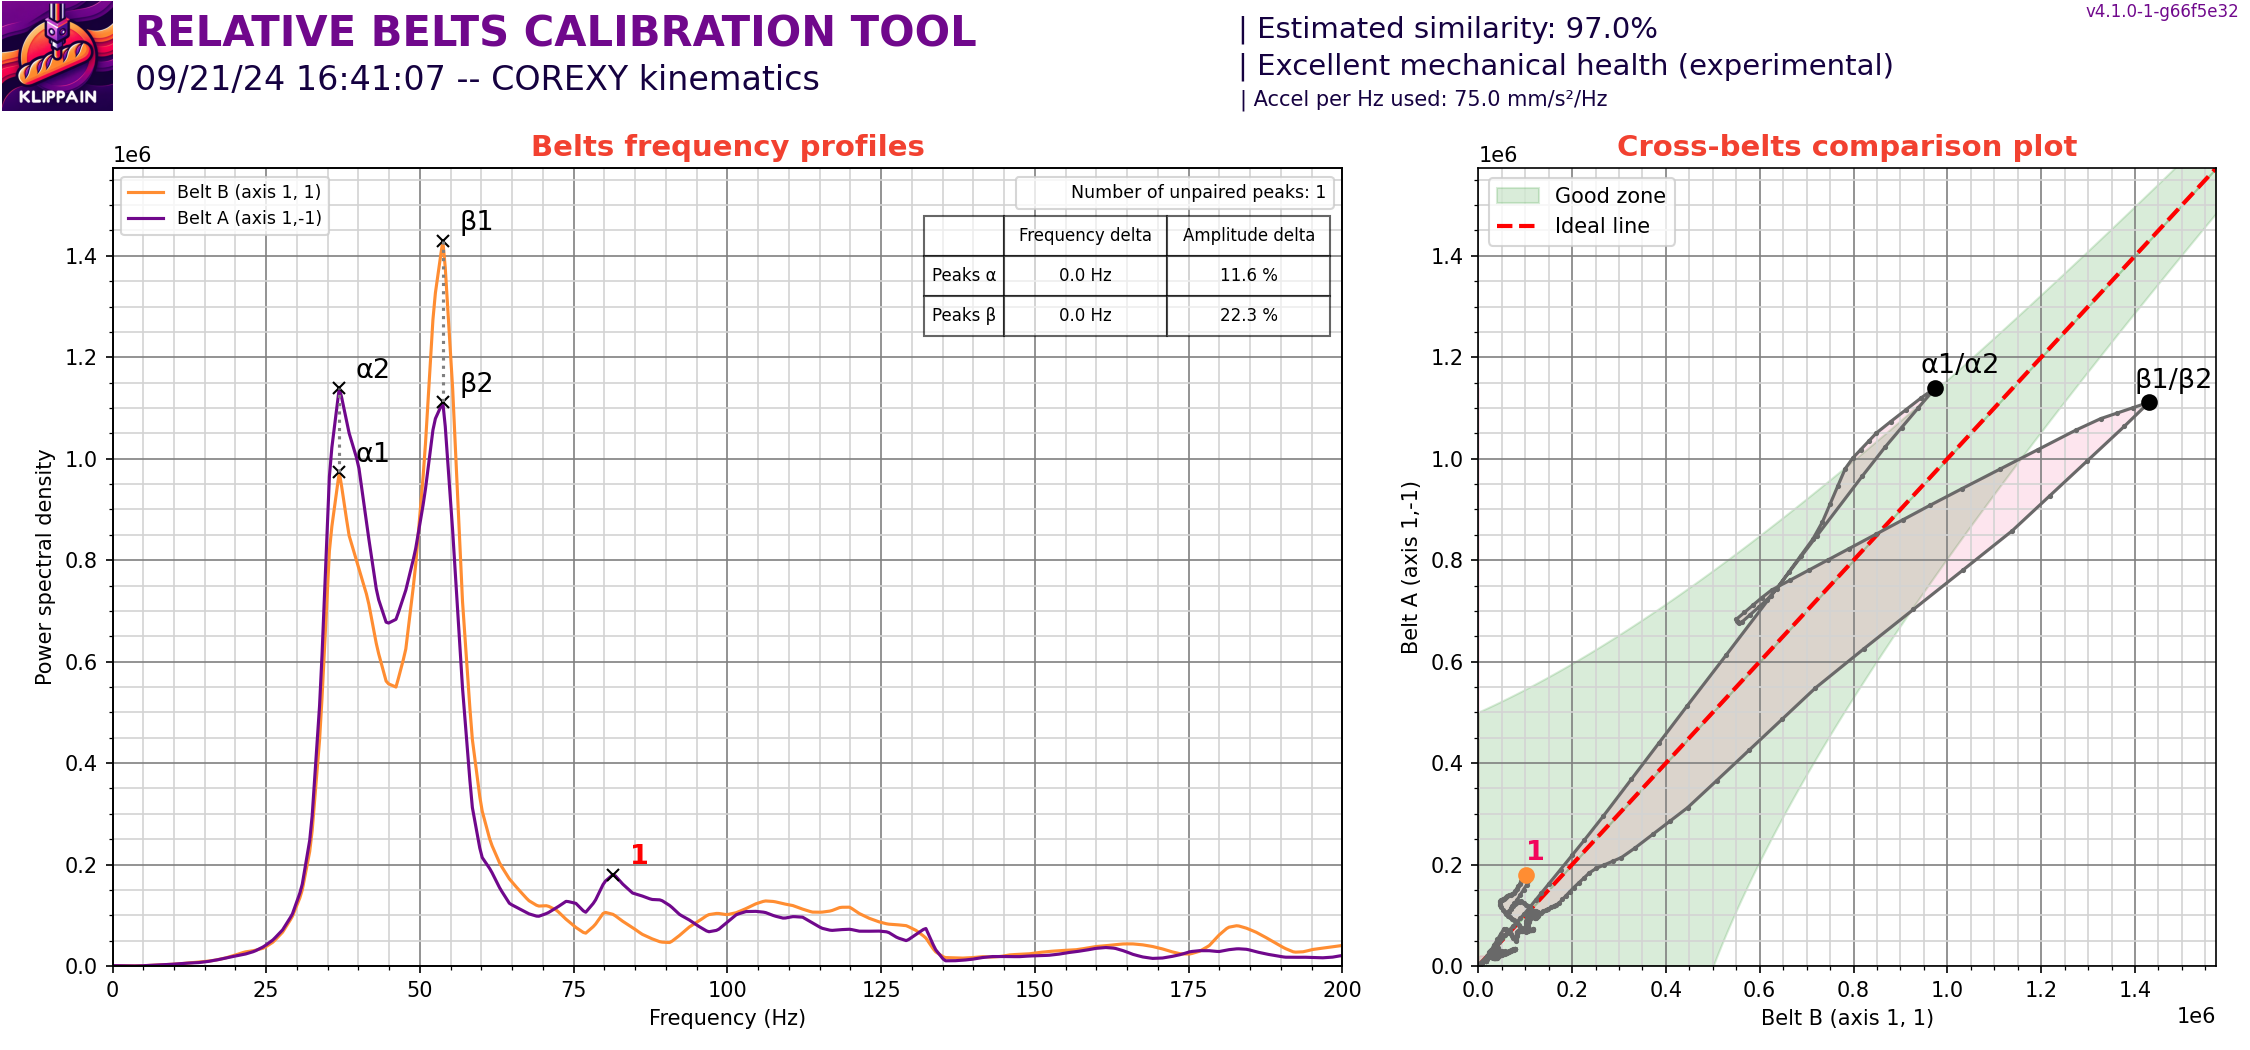 KLIPPAIN
RELATIVE BELTS CALIBRATION TOOL
09/21/24 16:41:07 -- COREXY kinematics
| Estimated similarity: 97.0%
| Excellent mechanical health (experimental)
| Accel per Hz used: 75.0 mm/s²/Hz
v4.1.0-1-g66f5e32
Belts frequency profiles
1e6
Belt B (axis 1, 1)
Belt A (axis 1,-1)
Number of unpaired peaks: 1
Frequency delta Amplitude delta
Peaks α 0.0 Hz 11.6 %
Peaks β 0.0 Hz 22.3 %
β1
β2
α2
α1
1
1.4
1.2
1.0
0.8
0.6
0.4
0.2
0.0
Power spectral density
0 25 50 75 100 125 150 175 200
Frequency (Hz)
Cross-belts comparison plot
1e6
Good zone
Ideal line
α1/α2
β1/β2
1
1.4
1.2
1.0
0.8
0.6
0.4
0.2
0.0
Belt A (axis 1,-1)
0.0 0.2 0.4 0.6 0.8 1.0 1.2 1.4
Belt B (axis 1, 1)
1e6